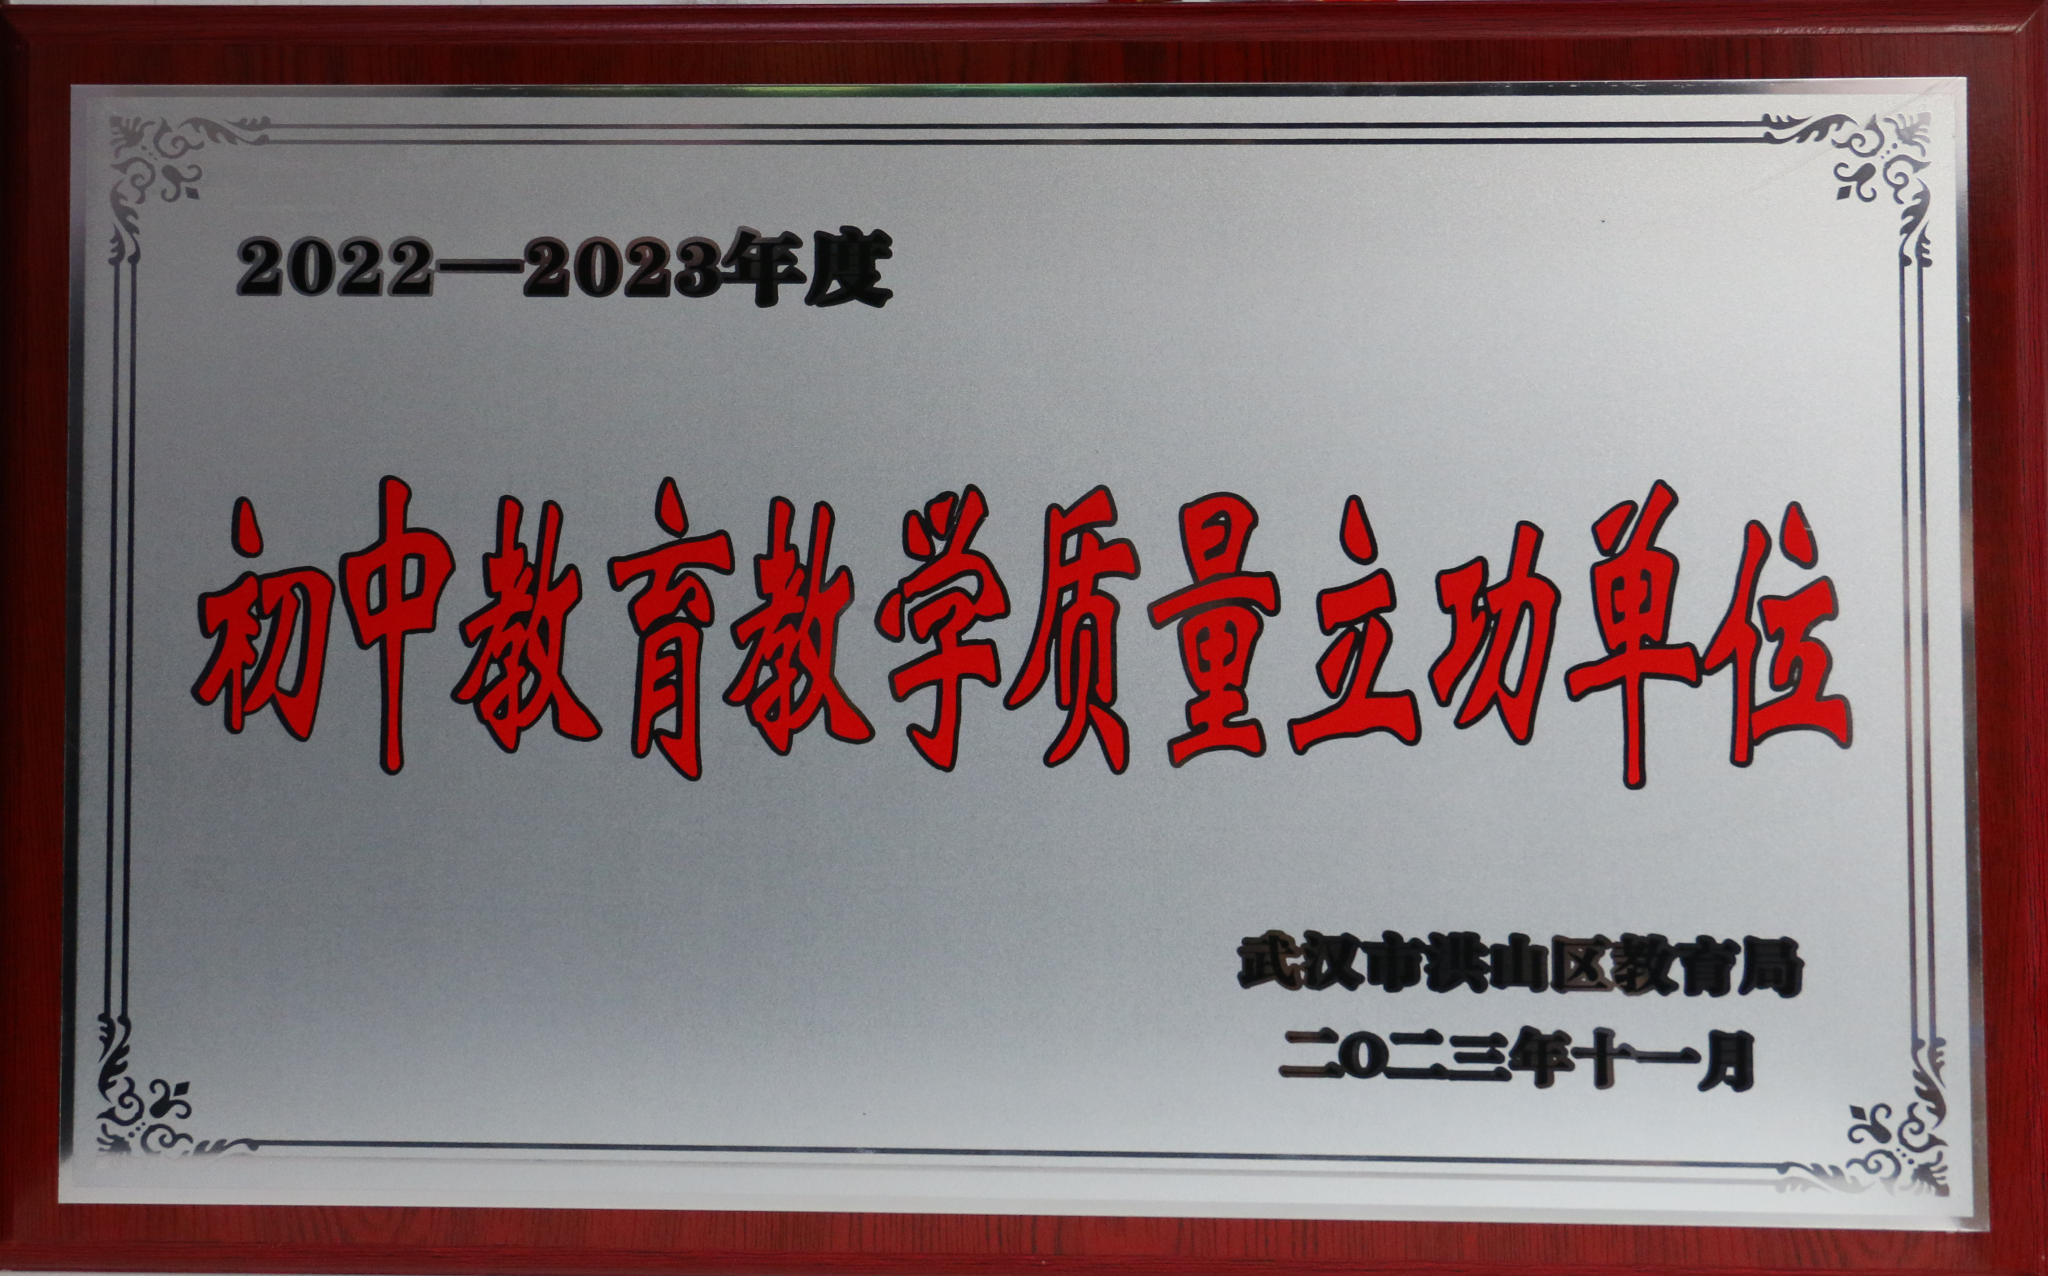 2022—2023年度
初中教育教学质量立功单位
武汉市洪山区教育局
二〇二三年十一月